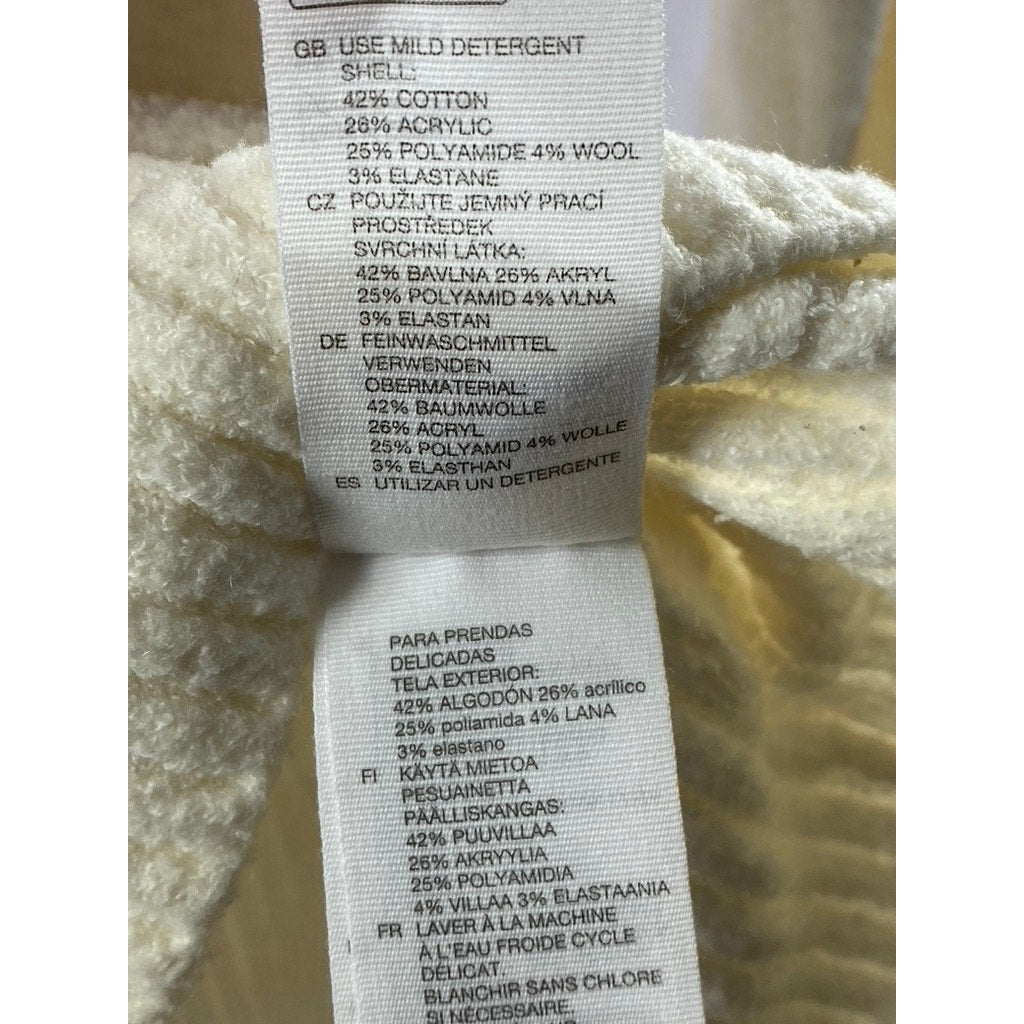 GB USE MILD DETERGENT
SHELL:
42% COTTON
26% ACRYLIC
25% POLYAMIDE 4% WOOL
3% ELASTANE
CZ POUŽIJTE JEMNÝ PRACÍ
PROSTŘEDEK
SVRCHNÍ LÁTKA:
42% BAVLNA 26% AKRYL
25% POLYAMID 4% VLNA
3% ELASTAN
DE FEINWASCHMITTEL
VERWENDEN
OBERMATERIAL:
42% BAUMWOLLE
26% ACRYL
25% POLYAMID 4% WOLLE
3% ELASTHAN
ES UTILIZAR UN DETERGENTE
PARA PRENDAS
DELICADAS
TELA EXTERIOR:
42% ALGODÓN 26% acrílico
25% poliamida 4% LANA
3% elastano
FI KÄYTÄ MIETOA
PESUAINETTA
PÄÄLLISKANGAS:
42% PUUVILLAA
26% AKRYYLIA
25% POLYAMIDIA
4% VILLAA 3% ELASTAANIA
FR LAVER À LA MACHINE
À L'EAU FROIDE CYCLE
DÉLICAT.
BLANCHIR SANS CHLORE
SI NÉCESSAIRE.